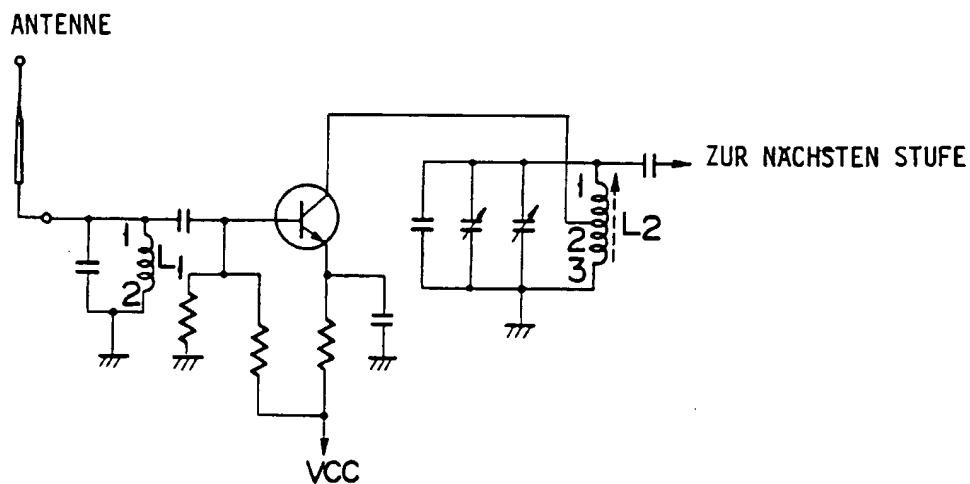 ANTENNE
ZUR NÄCHSTEN STUFE
1
L1
2
1
2
3
L2
VCC